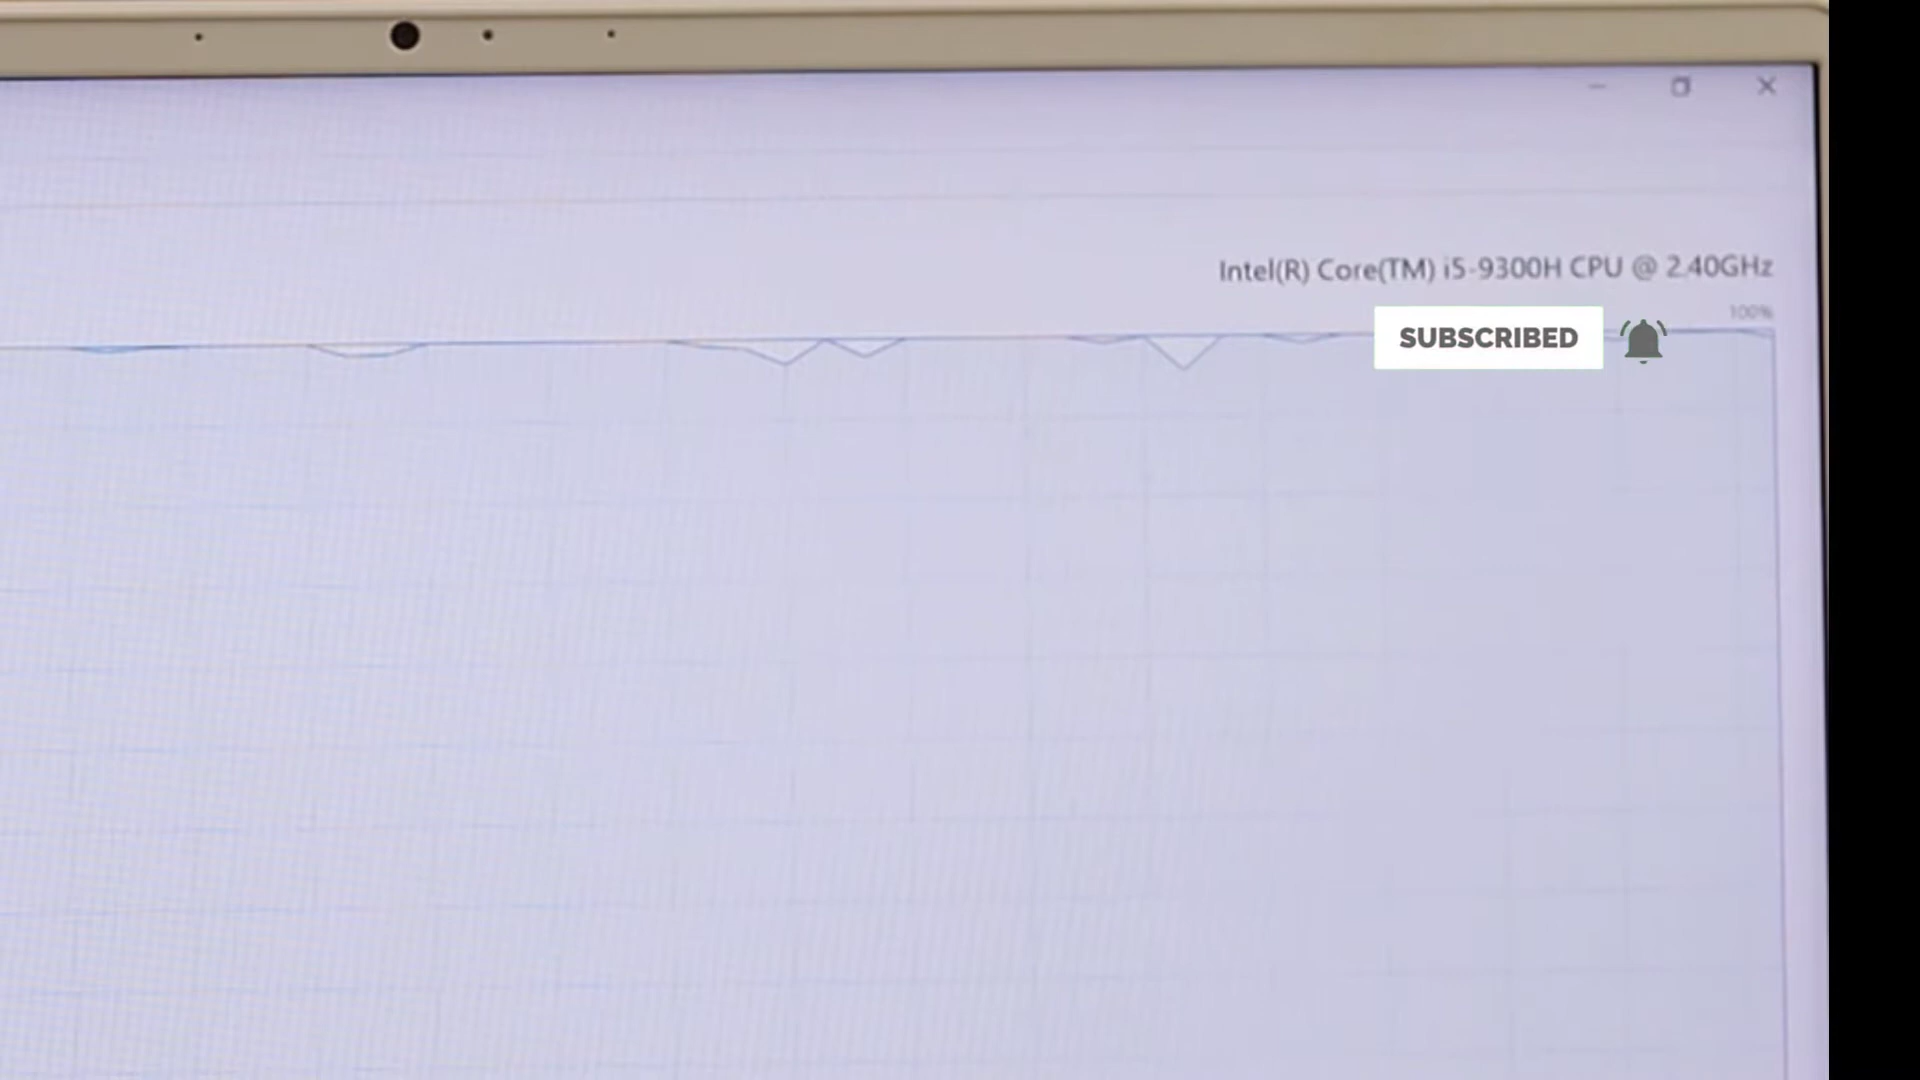 Intel(R) Core(TM) i5-9300H CPU @ 2.40GHz
100%
SUBSCRIBED